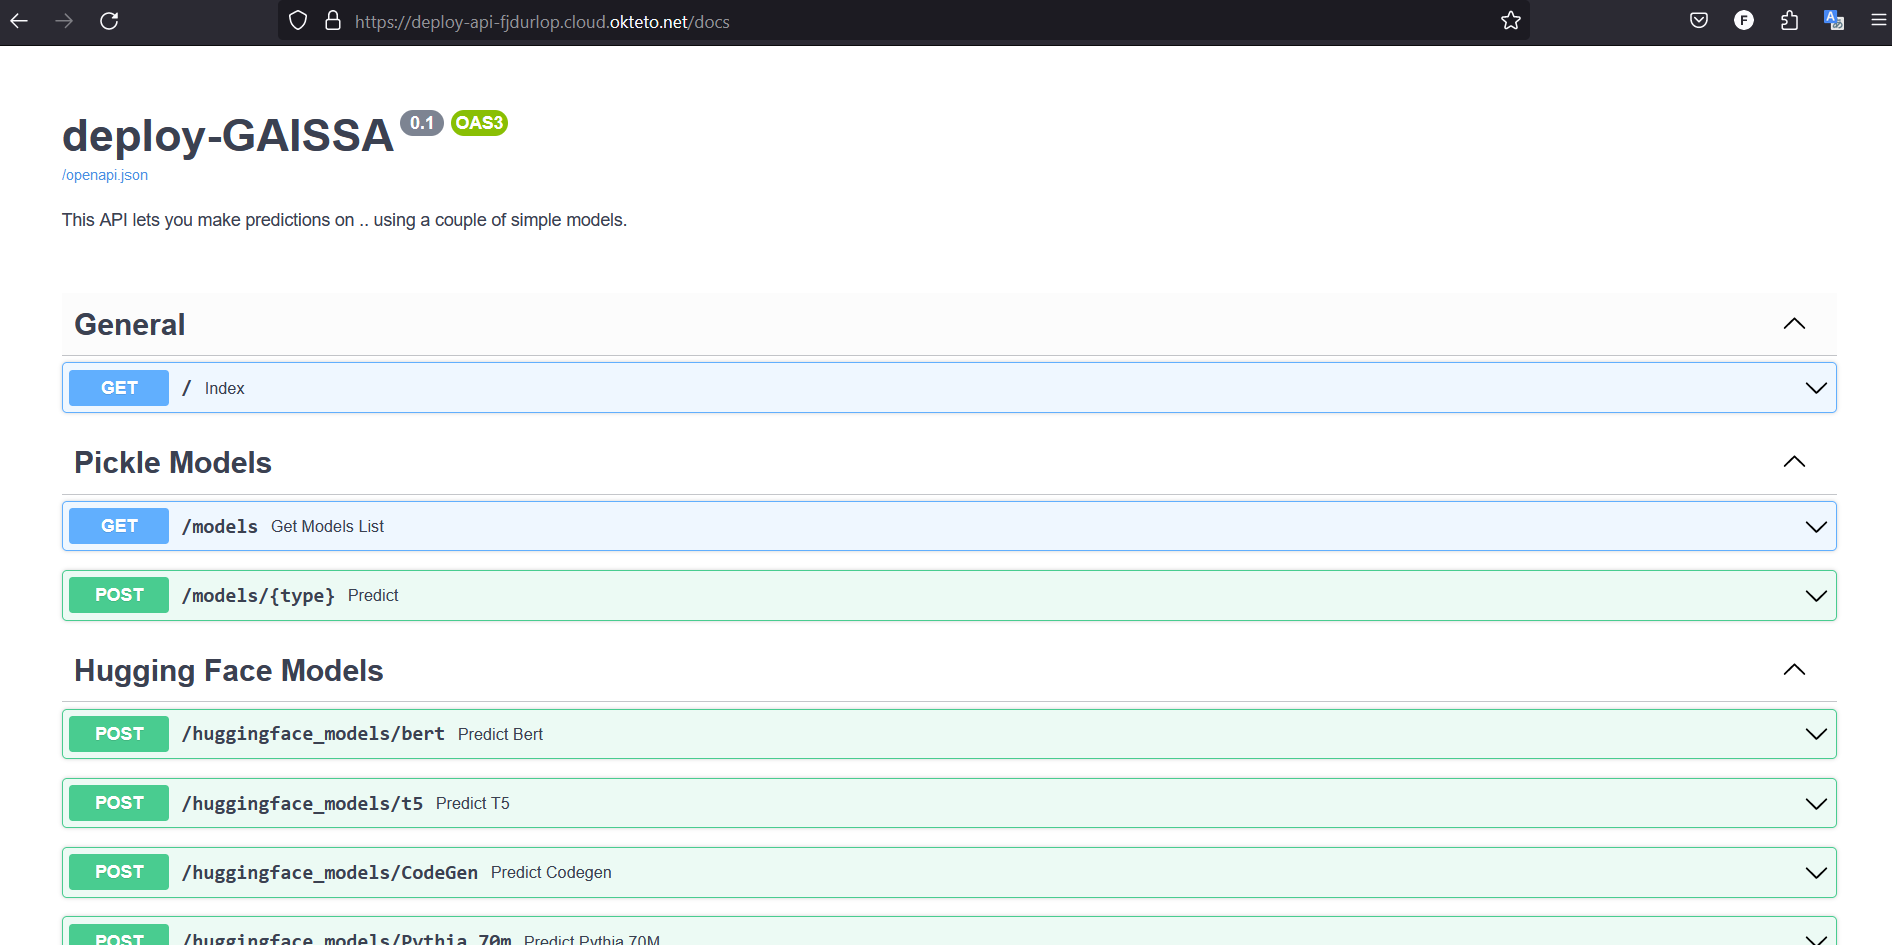 https://deploy-api-fjdurlop.cloud.okteto.net/docs
F
deploy-GAISSA 0.1 OAS3
/openapi.json
This API lets you make predictions on .. using a couple of simple models.
General
GET / Index
Pickle Models
GET /models Get Models List
POST /models/{type} Predict
Hugging Face Models
POST /huggingface_models/bert Predict Bert
POST /huggingface_models/t5 Predict T5
POST /huggingface_models/CodeGen Predict Codegen
POST /huggingface_models/Pythia_70m Predict Pythia 70M